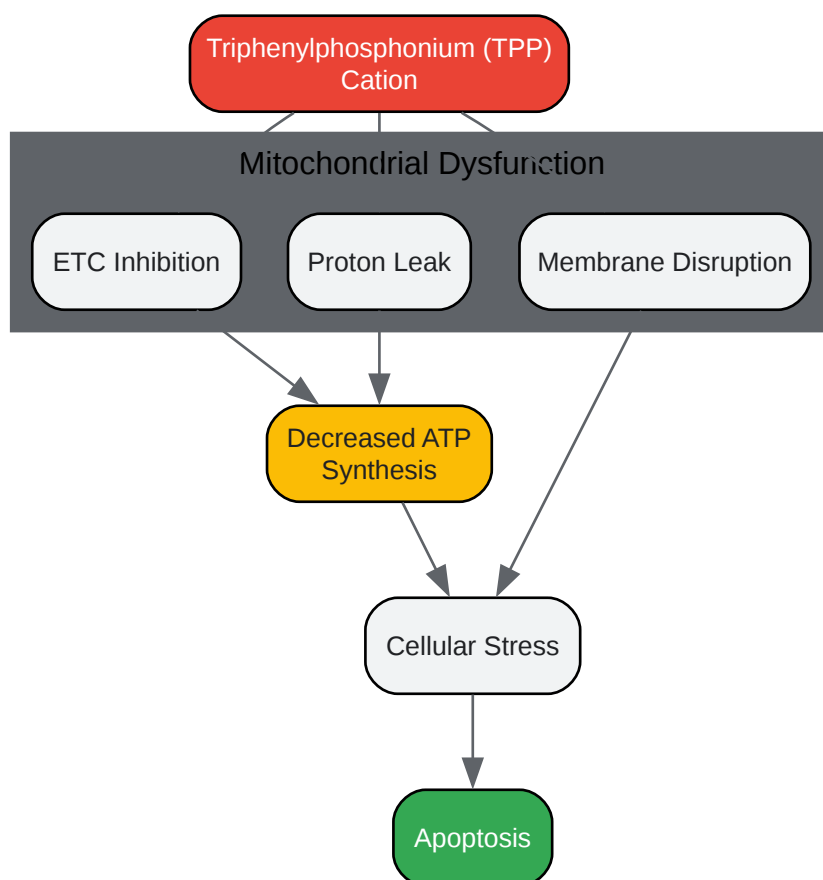 Triphenylphosphonium (TPP)
Cation
Mitochondrial Dysfunction
ETC Inhibition
Proton Leak
Membrane Disruption
Decreased ATP
Synthesis
Cellular Stress
Apoptosis